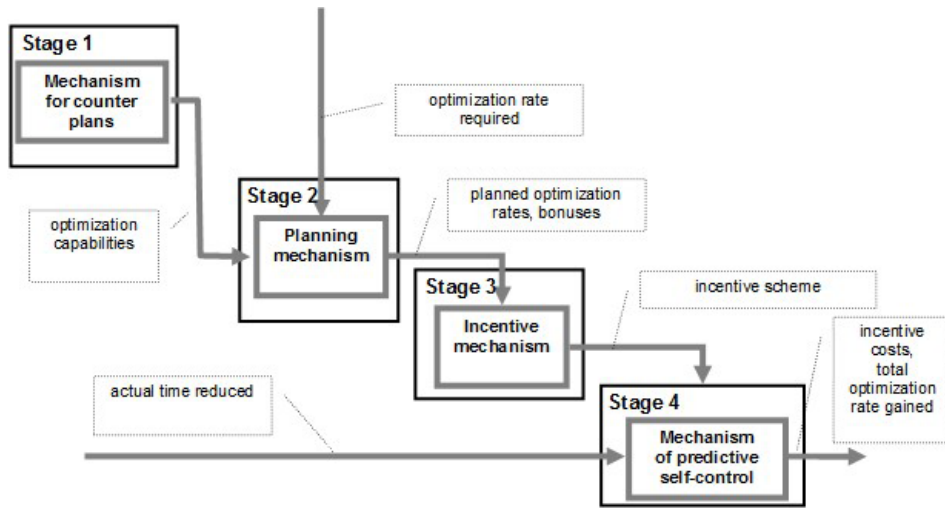 Stage 1
Mechanism
for counter
plans
optimization rate
required
optimization
capabilities
Stage 2
Planning
mechanism
planned optimization
rates, bonuses
Stage 3
Incentive
mechanism
incentive scheme
incentive
costs,
total
optimization
rate gained
actual time reduced
Stage 4
Mechanism
of predictive
self-control